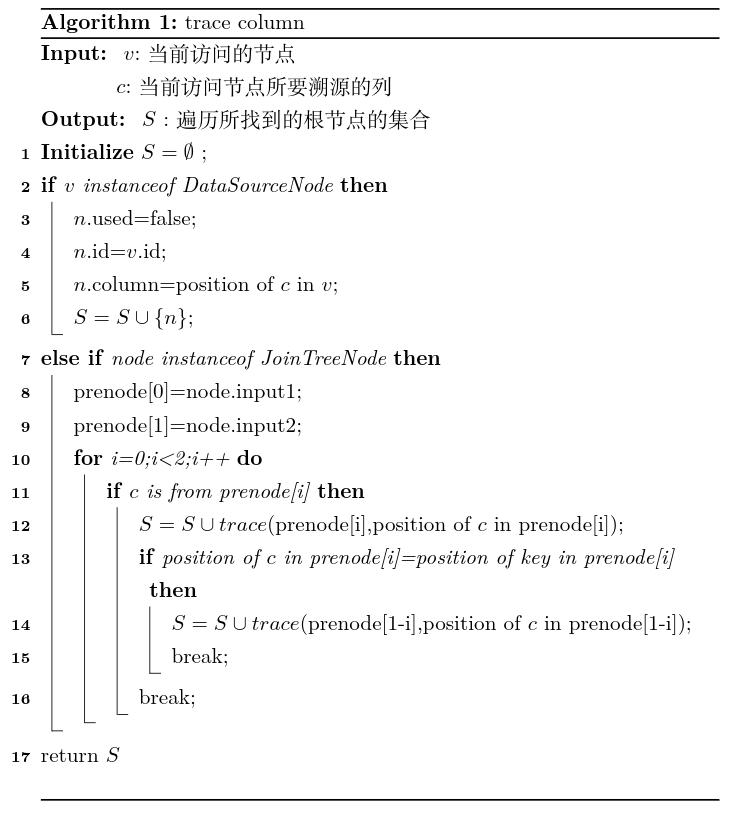 Algorithm 1: trace column
Input: v: 当前访问的节点
c: 当前访问节点所要溯源的列
Output: S : 遍历所找到的根节点的集合
1 Initialize S = ∅ ;
2 if v instanceof DataSourceNode then
3 n.used=false;
4 n.id=v.id;
5 n.column=position of c in v;
6 S = S ∪ {n};
7 else if node instanceof JoinTreeNode then
8 prenode[0]=node.input1;
9 prenode[1]=node.input2;
10 for i=0;i<2;i++ do
11 if c is from prenode[i] then
12 S = S ∪ trace(prenode[i],position of c in prenode[i]);
13 if position of c in prenode[i]=position of key in prenode[i]
then
14 S = S ∪ trace(prenode[1-i],position of c in prenode[1-i]);
15 break;
16 break;
17 return S